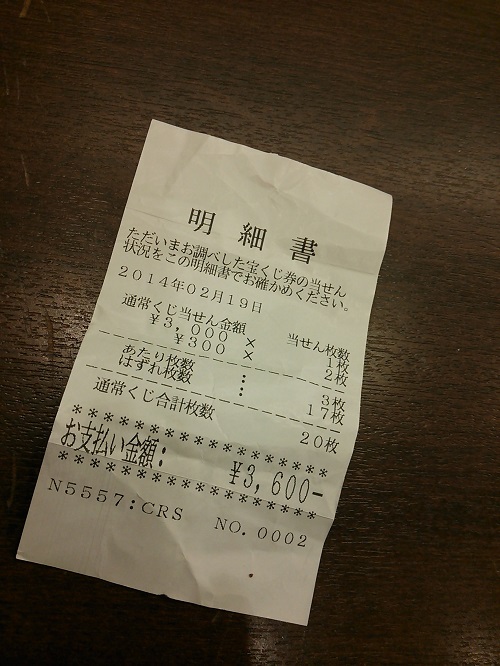 明細書
ただいまお調べした宝くじ券の当せん
状況をこの明細書でお確かめください。
2014年02月19日
通常くじ当せん金額 当せん枚数
¥3,000 × 1枚
¥300 × 2枚
あたり枚数 : 3枚
はずれ枚数 : 17枚
通常くじ合計枚数 20枚
******************
お支払い金額: ¥3,600-
******************
N5557:CRS NO.0002